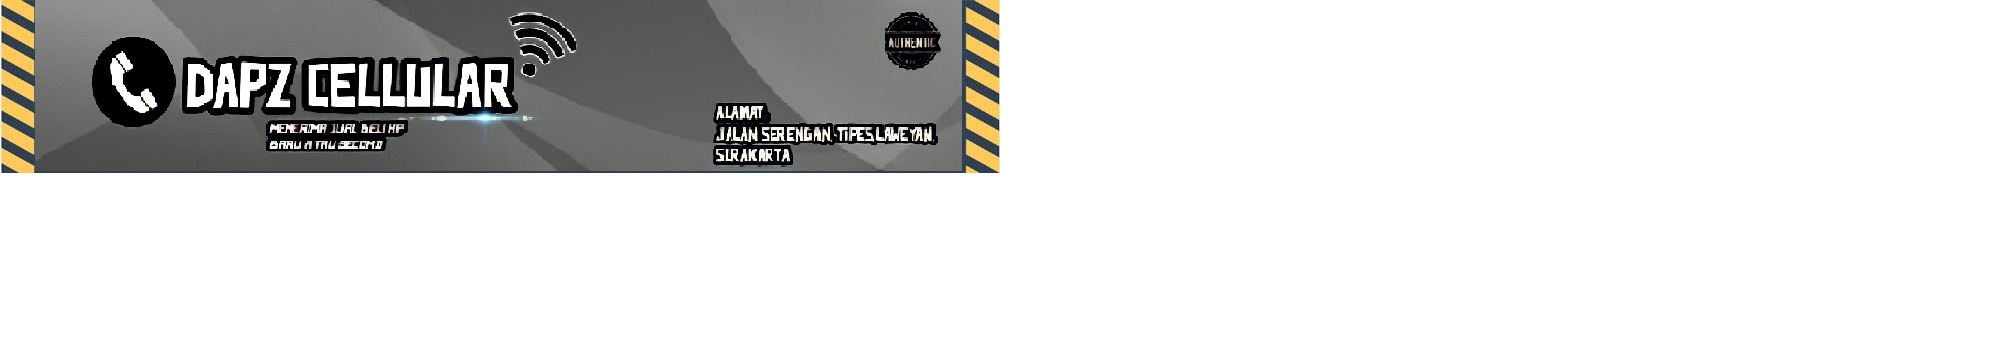 DAPZ CELLULAR
MENERIMA JUAL BELI HP
BARU ATAU SECOND
AUTHENTIC
ALAMAT
JALAN SERENGAN TIPES,LAWEYAN,
SURAKARTA